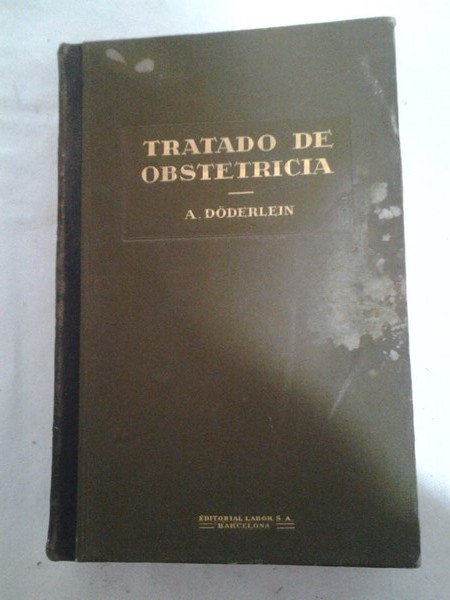 TRATADO DE
OBSTETRICIA
A. DÖDERLEIN
EDITORIAL LABOR, S. A.
BARCELONA